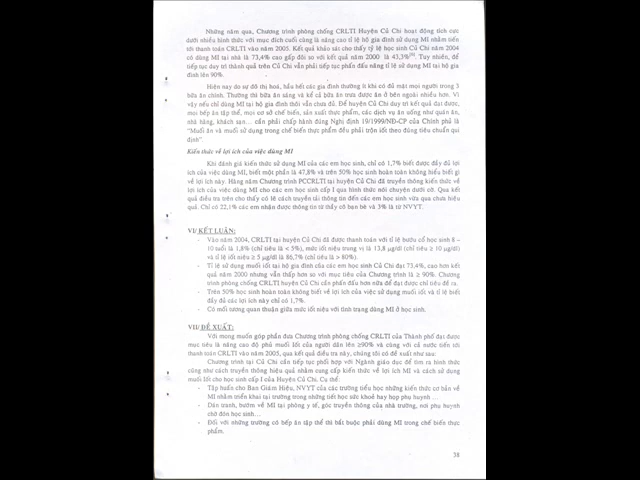 Những năm qua, Chương trình phòng chống CRLTI Huyện Củ Chi hoạt động tích cực
dưới nhiều hình thức với mục đích cuối cùng là nâng cao tỉ lệ hộ gia đình sử dụng MI nhằm tiến
tới thanh toán CRLTI vào năm 2005. Kết quả khảo sát cho thấy tỷ lệ học sinh Củ Chi năm 2004
có dùng MI tại nhà là 73,4% cao gấp đôi so với kết quả năm 2000 là 43,3%. Tuy nhiên, để
tiếp tục duy trì thành quả trên Củ Chi vẫn phải tiếp tục phấn đấu nâng tỉ lệ sử dụng MI tại hộ gia
đình lên 90%.
Hiện nay do sự đô thị hoá, hầu hết các gia đình thường ít khi có đủ mặt mọi người trong 3
bữa ăn chính. Thường thì bữa ăn sáng và kể cả bữa ăn trưa được ăn ở bên ngoài nhiều hơn. Vì
vậy nếu chỉ dùng MI tại hộ gia đình thôi vẫn chưa đủ. Để huyện Củ Chi duy trì kết quả đạt được,
mọi bếp ăn tập thể, mọi cơ sở chế biến, sản xuất thực phẩm, các dịch vụ ăn uống như quán ăn,
nhà hàng, khách sạn… cần phải chấp hành đúng Nghị định 19/1999/NĐ-CP của Chính phủ là
“Muối ăn và muối sử dụng trong chế biến thực phẩm đều phải trộn iốt theo đúng tiêu chuẩn qui
định”.
Kiến thức về lợi ích của việc dùng MI
Khi đánh giá kiến thức sử dụng MI của các em học sinh, chỉ có 1,7% biết được đầy đủ lợi
ích của việc dùng MI, biết một phần là 47,8% và trên 50% học sinh hoàn toàn không hiểu biết gì
về lợi ích này. Hàng năm Chương trình PCCRLTI tại huyện Củ Chi đã truyền thông kiến thức về
lợi ích của việc dùng MI cho các em học sinh cấp I qua hình thức nói chuyện dưới cờ. Qua kết
quả điều tra trên cho thấy có lẽ cách truyền tải thông tin đến các em học sinh vừa qua chưa hiệu
quả. Chỉ có 22,1% các em nhận được thông tin từ thầy cô bạn bè và 3% là từ NVYT.
VI/ KẾT LUẬN:
- Vào năm 2004, CRLTI tại huyện Củ Chi đã được thanh toán với tỉ lệ bướu cổ học sinh 8 –
10 tuổi là 1,8% (chỉ tiêu là < 5%), mức iốt niệu trung vị là 13,8 µg/dl (chỉ tiêu ≥ 10 µg/dl)
và tỉ lệ iốt niệu ≥ 5 µg/dl là 86,7% (chỉ tiêu là > 80%).
- Tỉ lệ sử dụng muối iốt tại hộ gia đình của các em học sinh Củ Chi đạt 73,4%, cao hơn kết
quả năm 2000 nhưng vẫn thấp hơn so với mục tiêu của Chương trình là ≥ 90%. Chương
trình phòng chống CRLTI huyện Củ Chi cần phấn đấu hơn nữa để đạt được chỉ tiêu đề ra.
- Trên 50% học sinh hoàn toàn không biết về lợi ích của việc sử dụng muối iốt và tỉ lệ biết
đầy đủ các lợi ích này chỉ có 1,7%.
- Có mối tương quan thuận giữa mức iốt niệu với tình trạng dùng MI ở học sinh.
VII/ ĐỀ XUẤT:
Với mong muốn góp phần đưa Chương trình phòng chống CRLTI của Thành phố đạt được
mục tiêu là nâng cao độ phủ muối iốt của người dân lên ≥90% và cùng với cả nước tiến tới
thanh toán CRLTI vào năm 2005, qua kết quả điều tra này, chúng tôi có đề xuất như sau:
Chương trình tại Củ Chi cần tiếp tục phối hợp với Ngành giáo dục để tìm ra hình thức
cũng như cách truyền thông hiệu quả nhằm cung cấp kiến thức về lợi ích MI và cách sử dụng
muối iốt cho học sinh cấp I của Huyện Củ Chi. Cụ thể:
- Tập huấn cho Ban Giám Hiệu, NVYT của các trường tiểu học những kiến thức cơ bản về
MI nhằm triển khai tại trường trong những tiết học sức khoẻ hay họp phụ huynh …
- Dán tranh, bướm về MI tại phòng y tế, góc truyền thông của nhà trường, nơi phụ huynh
chờ đón học sinh…
- Đối với những trường có bếp ăn tập thể thì bắt buộc phải dùng MI trong chế biến thực
phẩm.
38